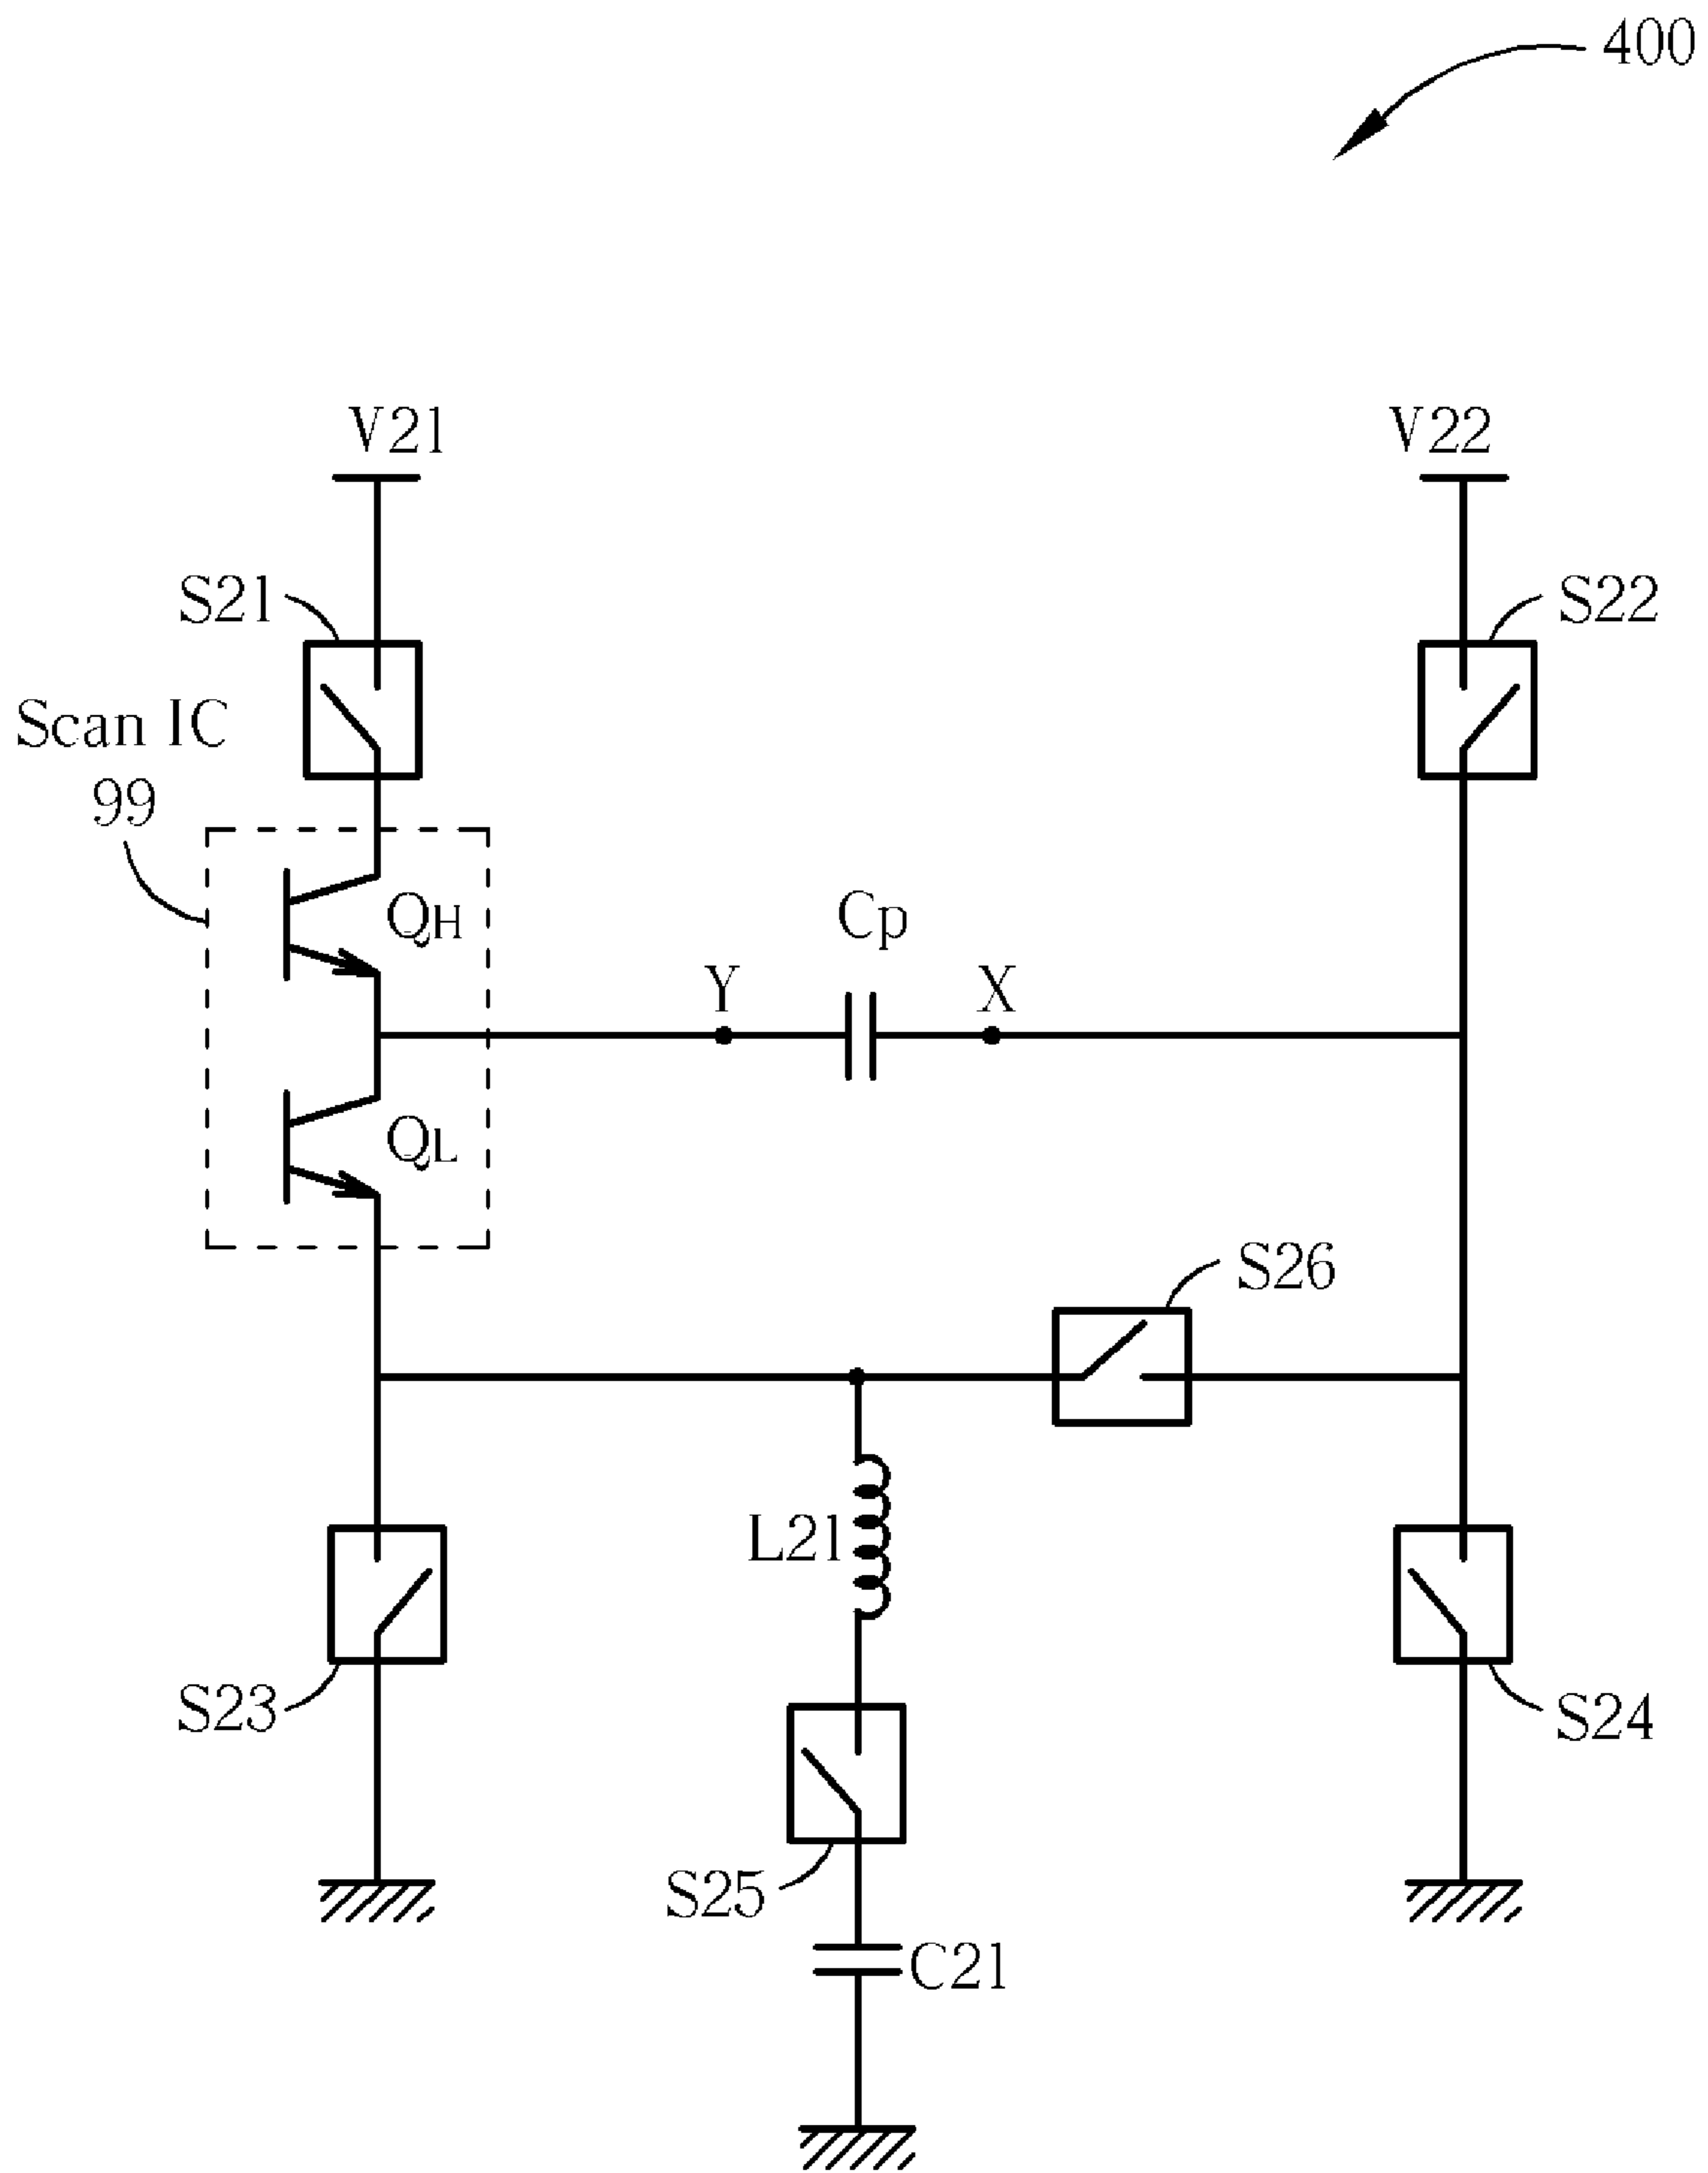 400
V21
V22
S21
S22
Scan IC
99
QH
Cp
Y
X
QL
S26
L21
S23
S24
S25
C21